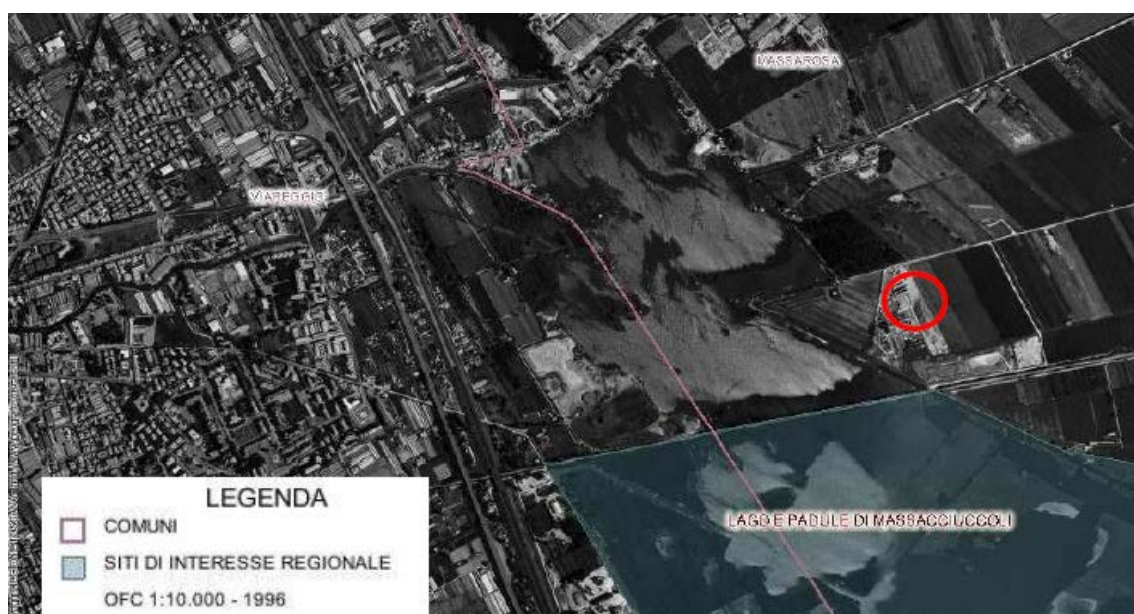 MASSAROSA
VIAREGGIO
LAGO E PADULE DI MASSACIUCCOLI
LEGENDA
COMUNI
SITI DI INTERESSE REGIONALE
OFC 1:10.000 - 1996